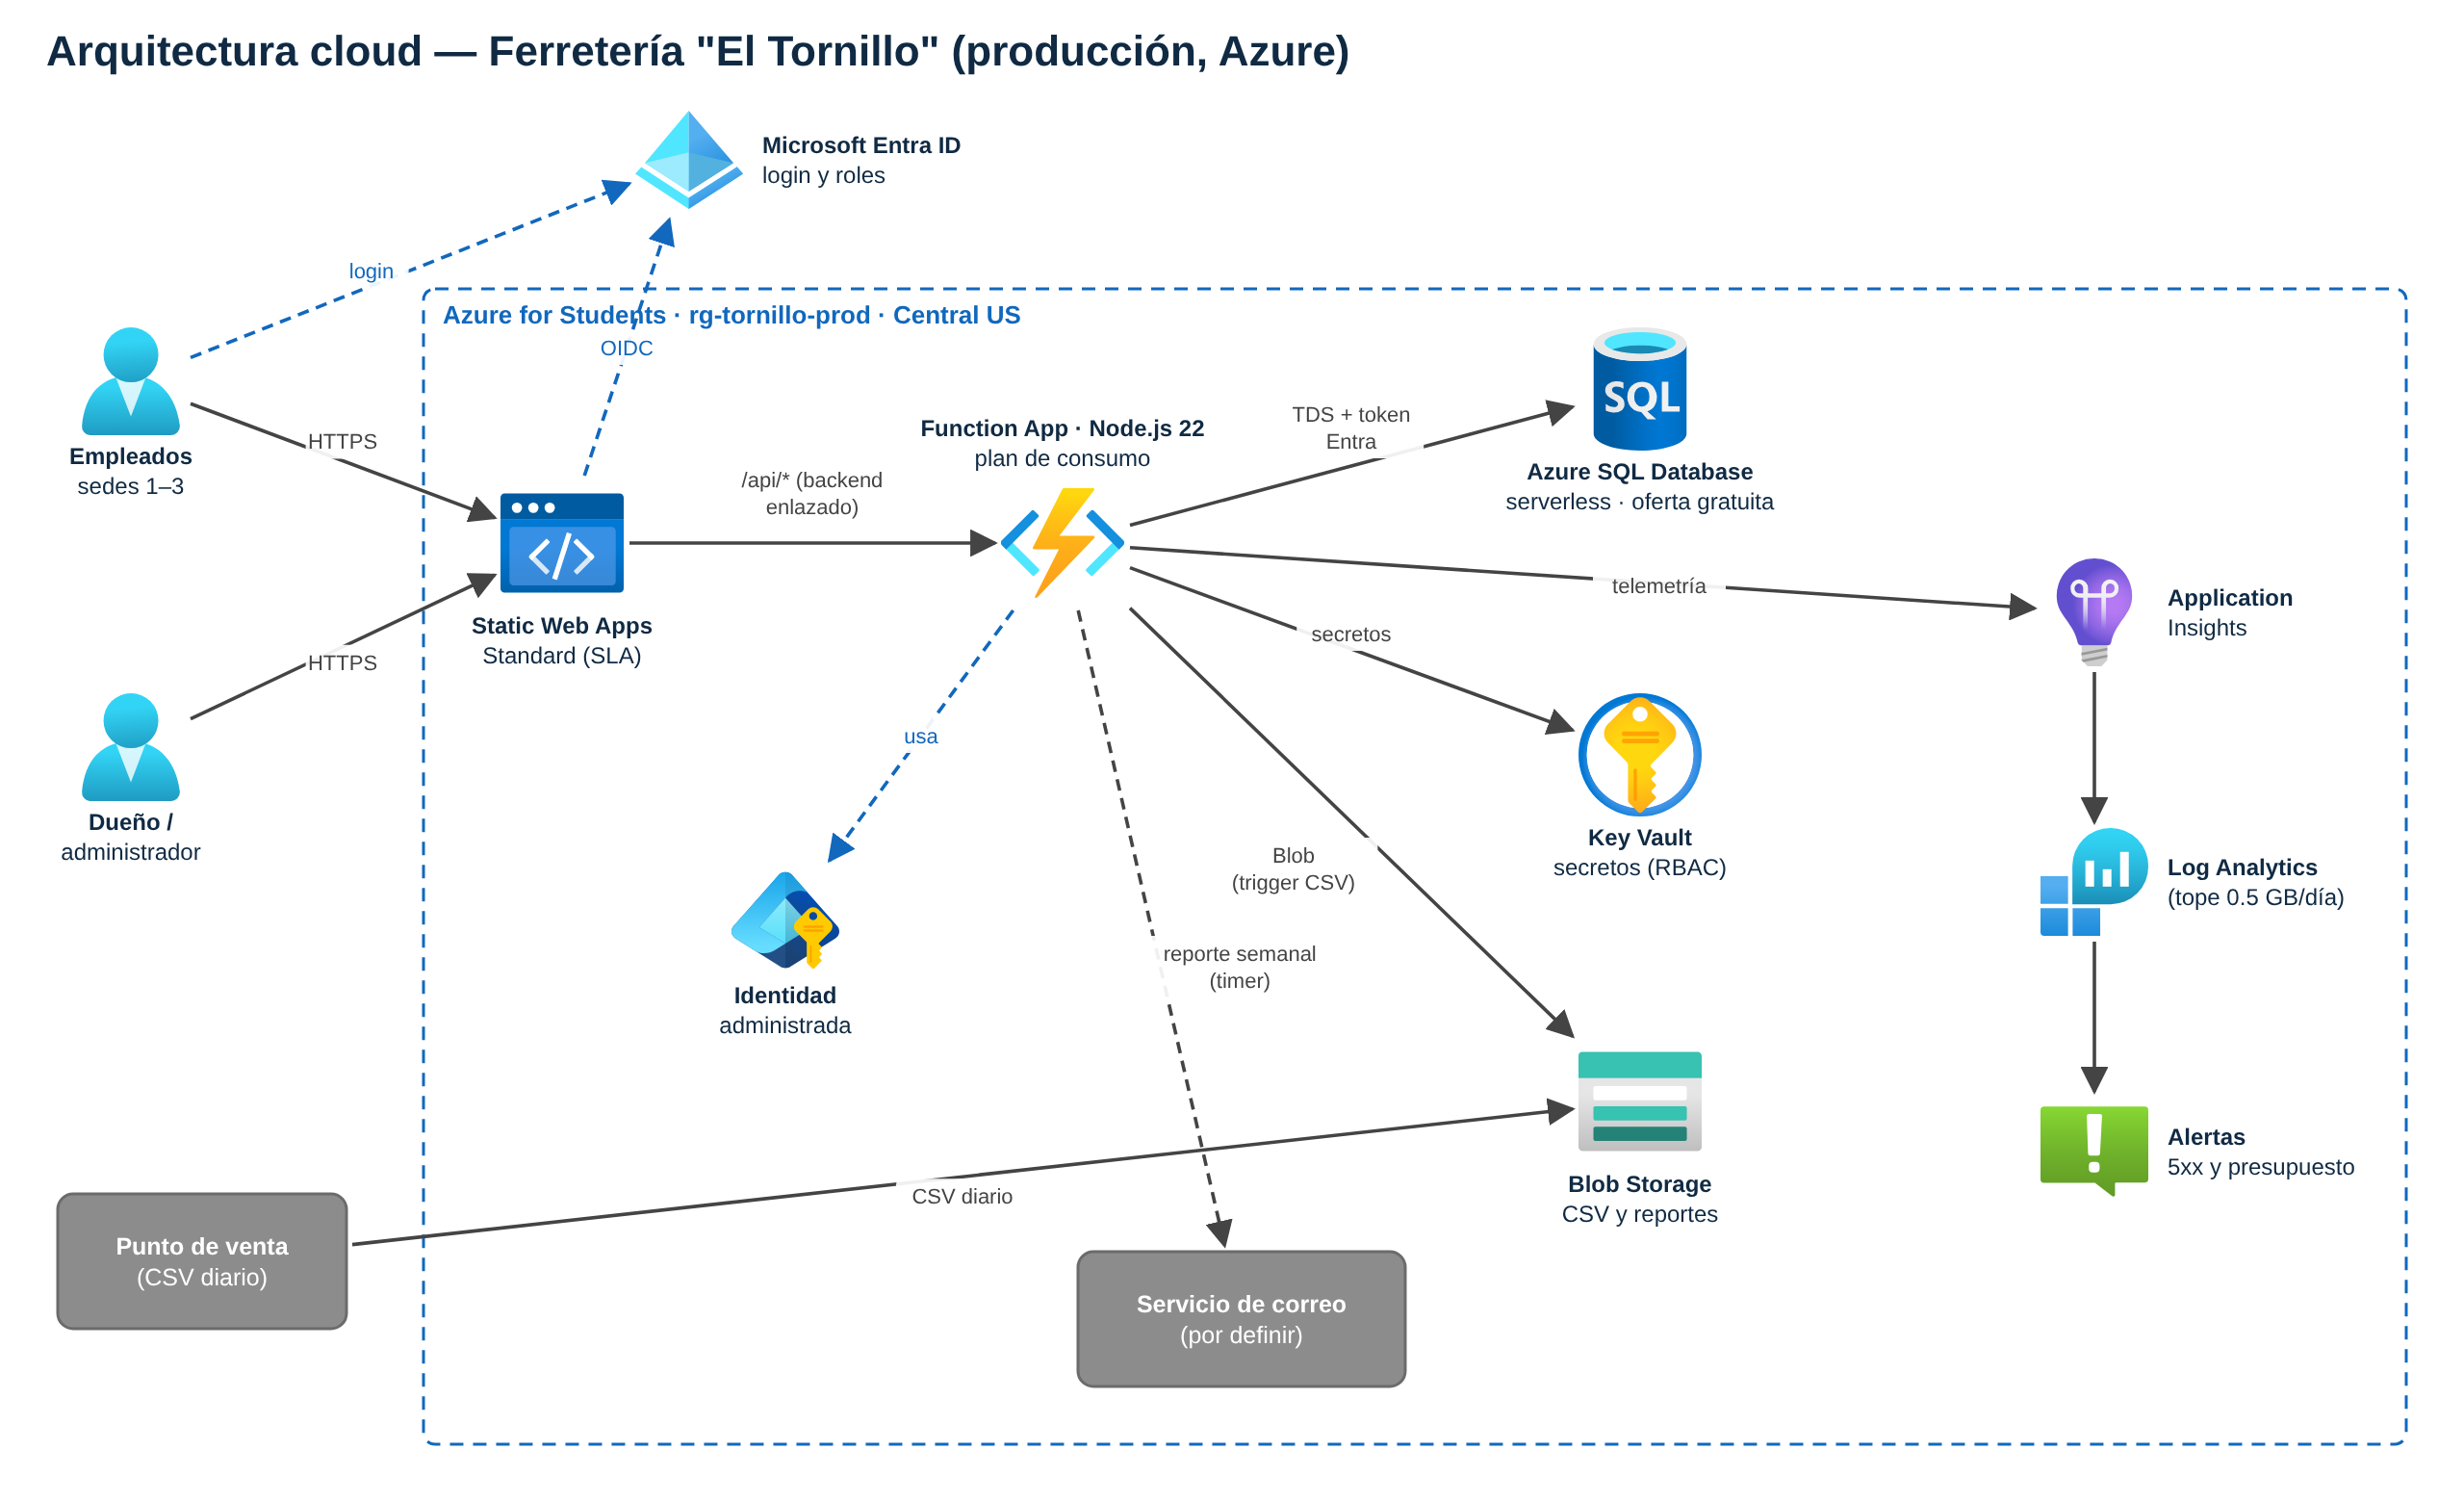 Arquitectura cloud — Ferretería "El Tornillo" (producción, Azure)
Microsoft Entra ID
login y roles
login
Azure for Students · rg-tornillo-prod · Central US
OIDC
Empleados
sedes 1–3
HTTPS
Function App · Node.js 22
plan de consumo
TDS + token
Entra
SQL
Azure SQL Database
serverless · oferta gratuita
/api/* (backend
enlazado)
Static Web Apps
Standard (SLA)
HTTPS
telemetría
Application
Insights
secretos
usa
Dueño /
administrador
Key Vault
secretos (RBAC)
Blob
(trigger CSV)
Log Analytics
(tope 0.5 GB/día)
reporte semanal
(timer)
Identidad
administrada
Alertas
5xx y presupuesto
CSV diario
Blob Storage
CSV y reportes
Punto de venta
(CSV diario)
Servicio de correo
(por definir)